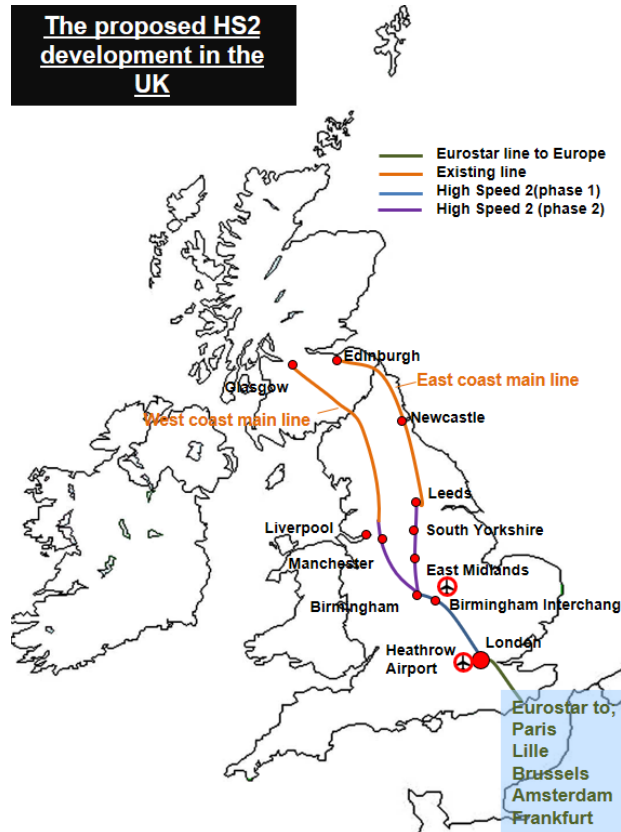 The proposed HS2
development in the
UK
Eurostar line to Europe
Existing line
High Speed 2(phase 1)
High Speed 2 (phase 2)
Edinburgh
Glasgow
East coast main line
West coast main line
Newcastle
Leeds
Liverpool
South Yorkshire
Manchester
East Midlands
Birmingham
Birmingham Interchang
London
Heathrow
Airport
Eurostar to;
Paris
Lille
Brussels
Amsterdam
Frankfurt